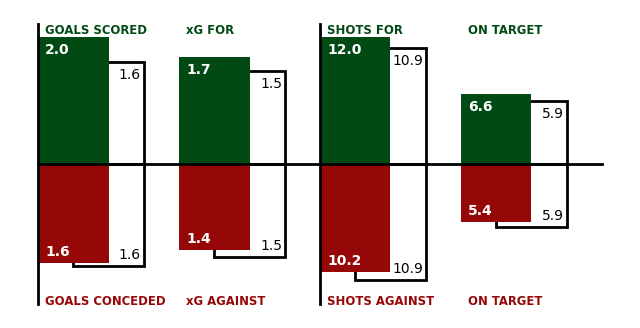 GOALS SCORED xG FOR SHOTS FOR ON TARGET
2.0 1.6 1.7 1.5 12.0 10.9 6.6 5.9
1.6 1.6 1.4 1.5 10.2 10.9 5.4 5.9
GOALS CONCEDED xG AGAINST SHOTS AGAINST ON TARGET